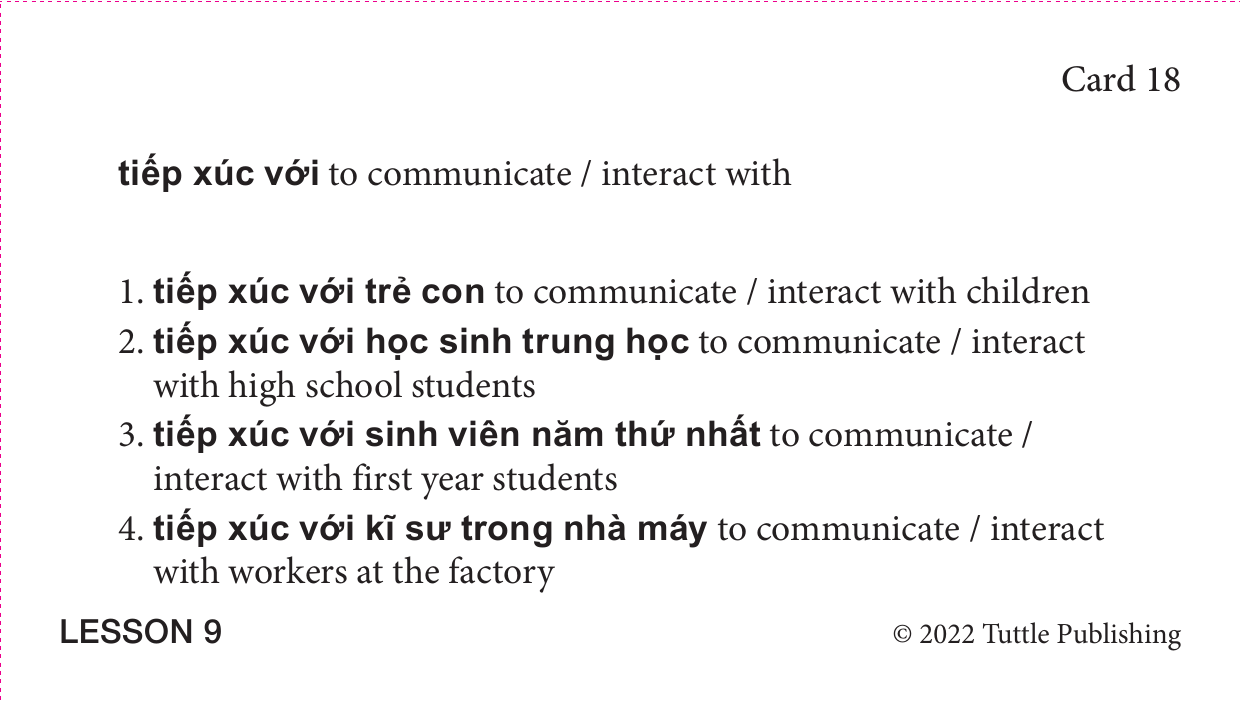 Card 18
tiếp xúc với to communicate / interact with
1. tiếp xúc với trẻ con to communicate / interact with children
2. tiếp xúc với học sinh trung học to communicate / interact
with high school students
3. tiếp xúc với sinh viên năm thứ nhất to communicate /
interact with first year students
4. tiếp xúc với kĩ sư trong nhà máy to communicate / interact
with workers at the factory
LESSON 9 © 2022 Tuttle Publishing